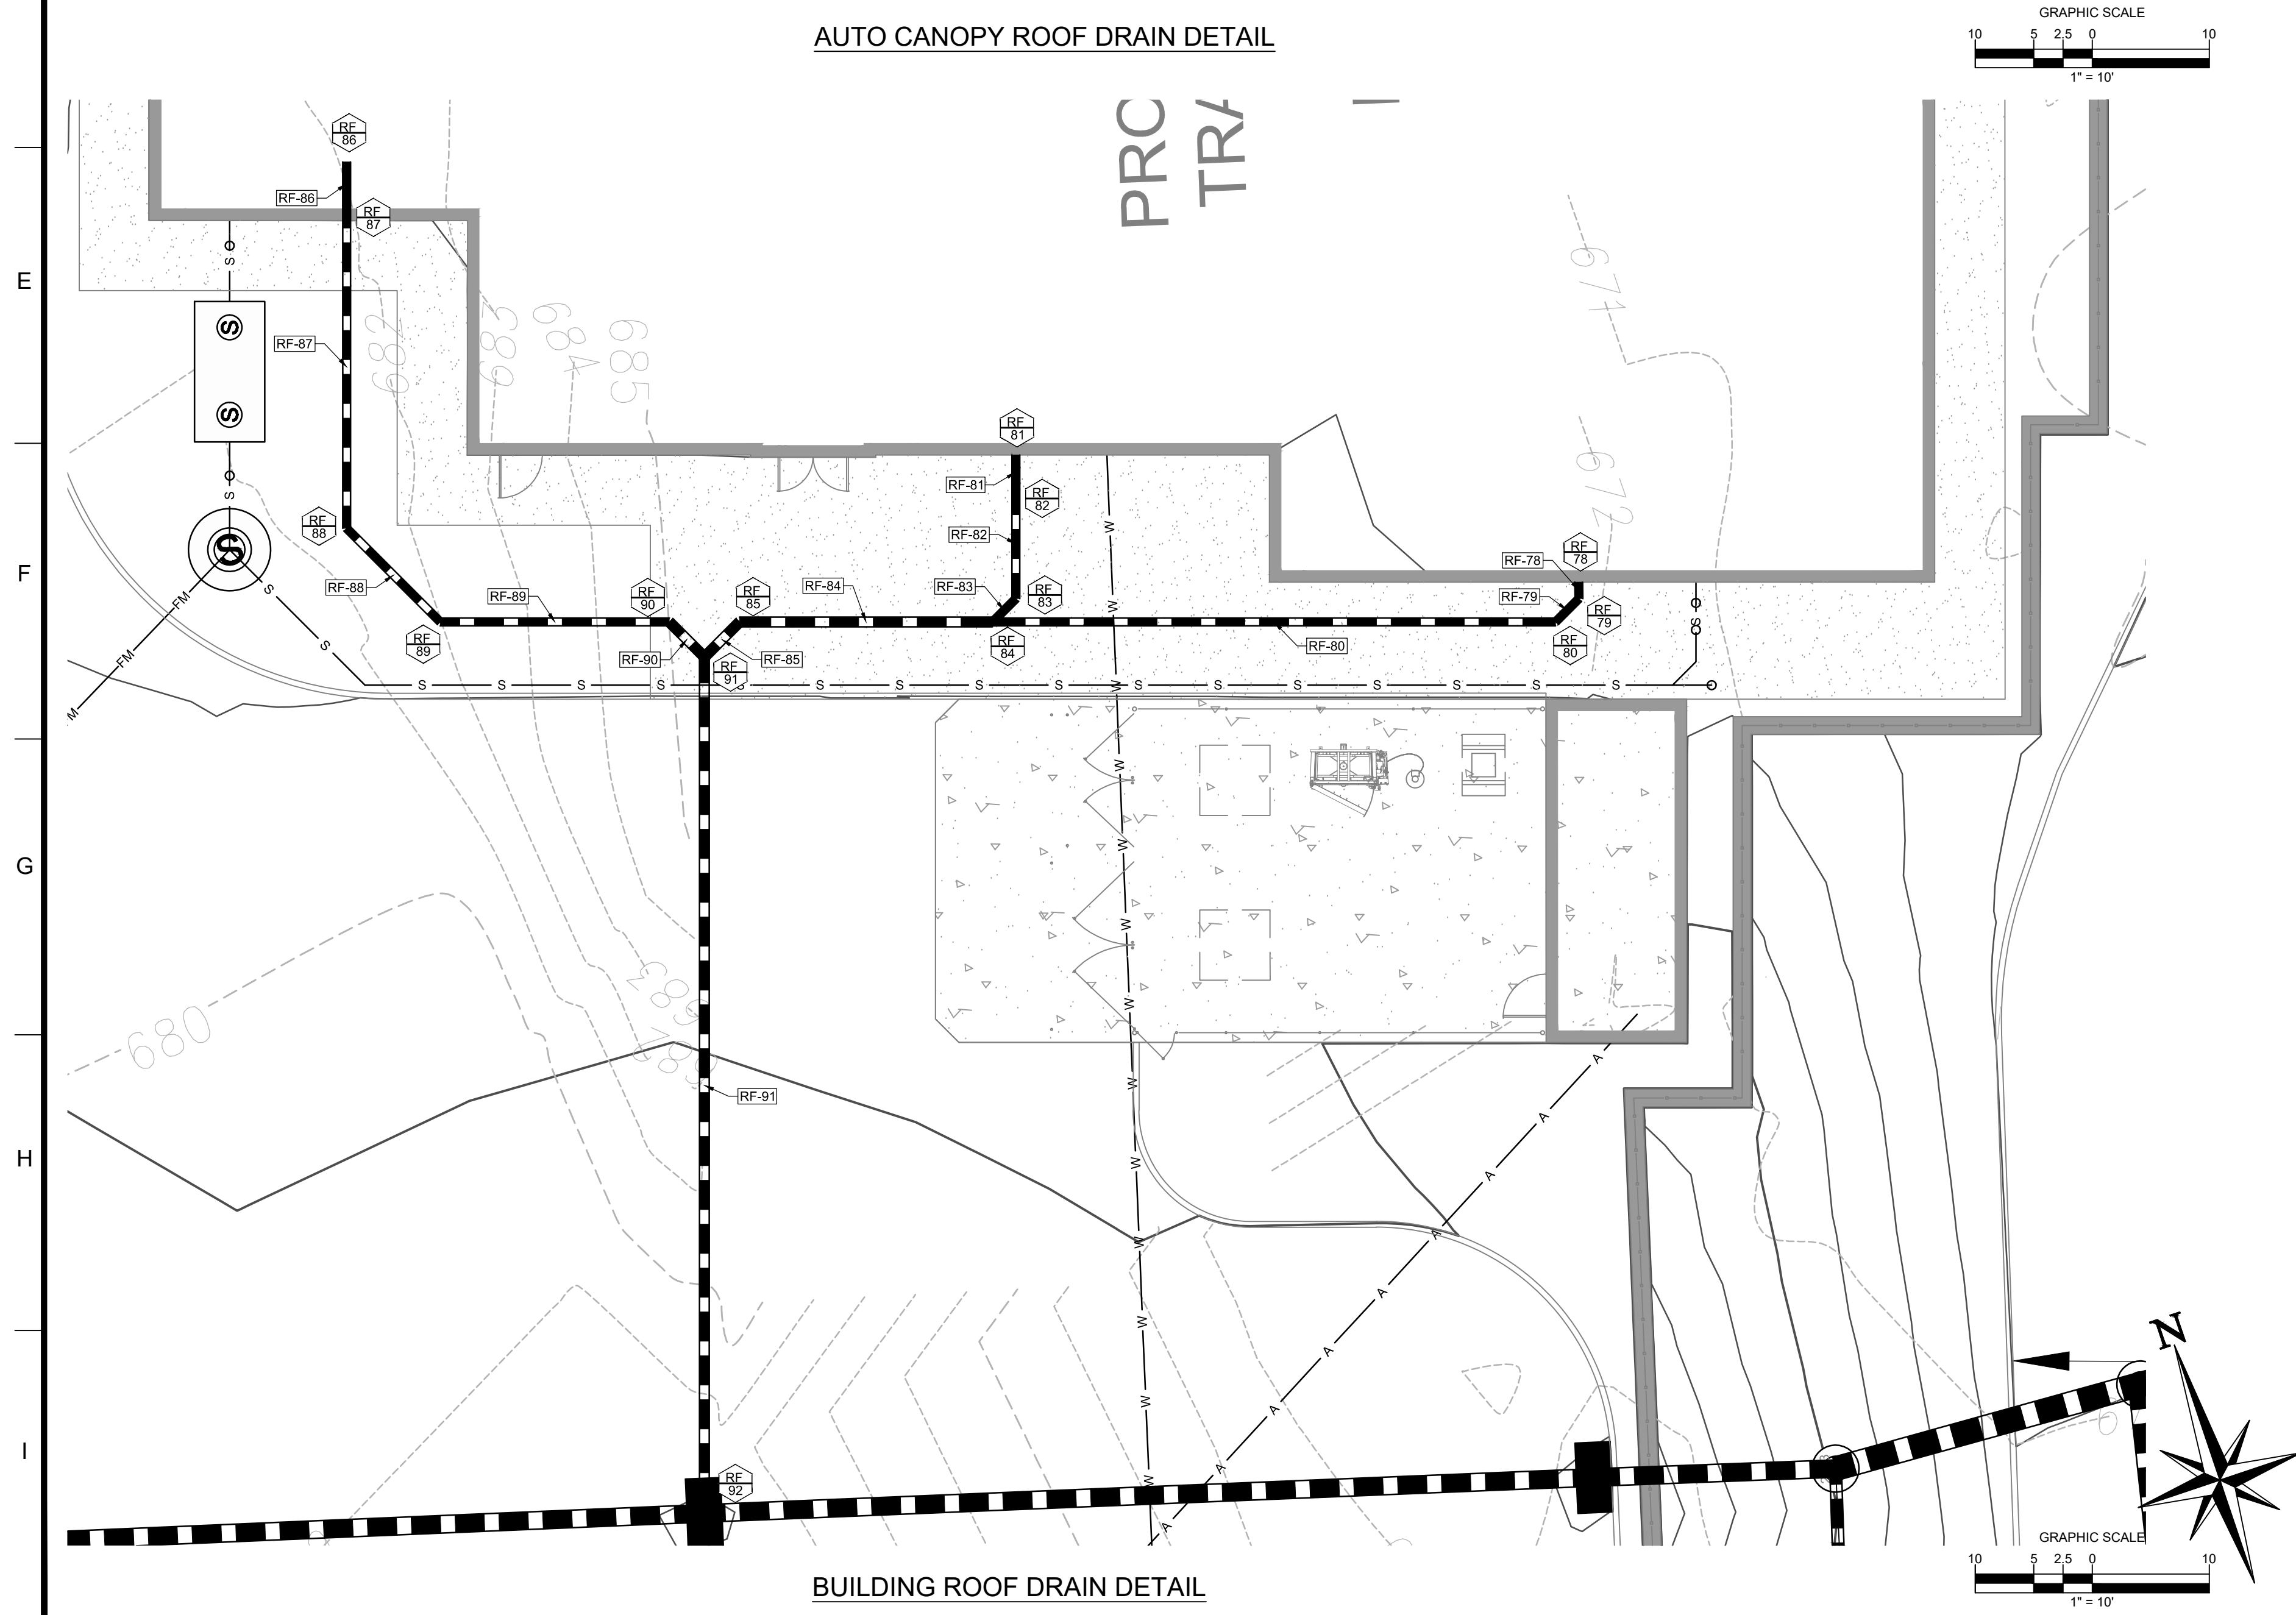 GRAPHIC SCALE
AUTO CANOPY ROOF DRAIN DETAIL
10 5 2.5 0 10
1" = 10'
PRC
TRA
RF
86
RF-86
RF
87
E
S
S
RF-87
S
685
RF
81
RF-81
RF
82
S
RF
88
RF-82
W
RF
78
RF-78
F
S
RF-88
RF-89
RF
90
RF
85
RF-84
RF-83
RF
83
RF-79
RF
79
FM
W
S
RF
89
RF-90
RF-85
RF
84
RF-80
RF
80
RF
91
FM
S S S S S S S S S S S S S S
M
W
G
W
W
W
680
W
A
RF-91
W
A
H
W
A
W
A
A
W
N
A
W
A
I
A
W
RF
92
A
GRAPHIC SCALE
10 5 2.5 0 10
1" = 10'
BUILDING ROOF DRAIN DETAIL